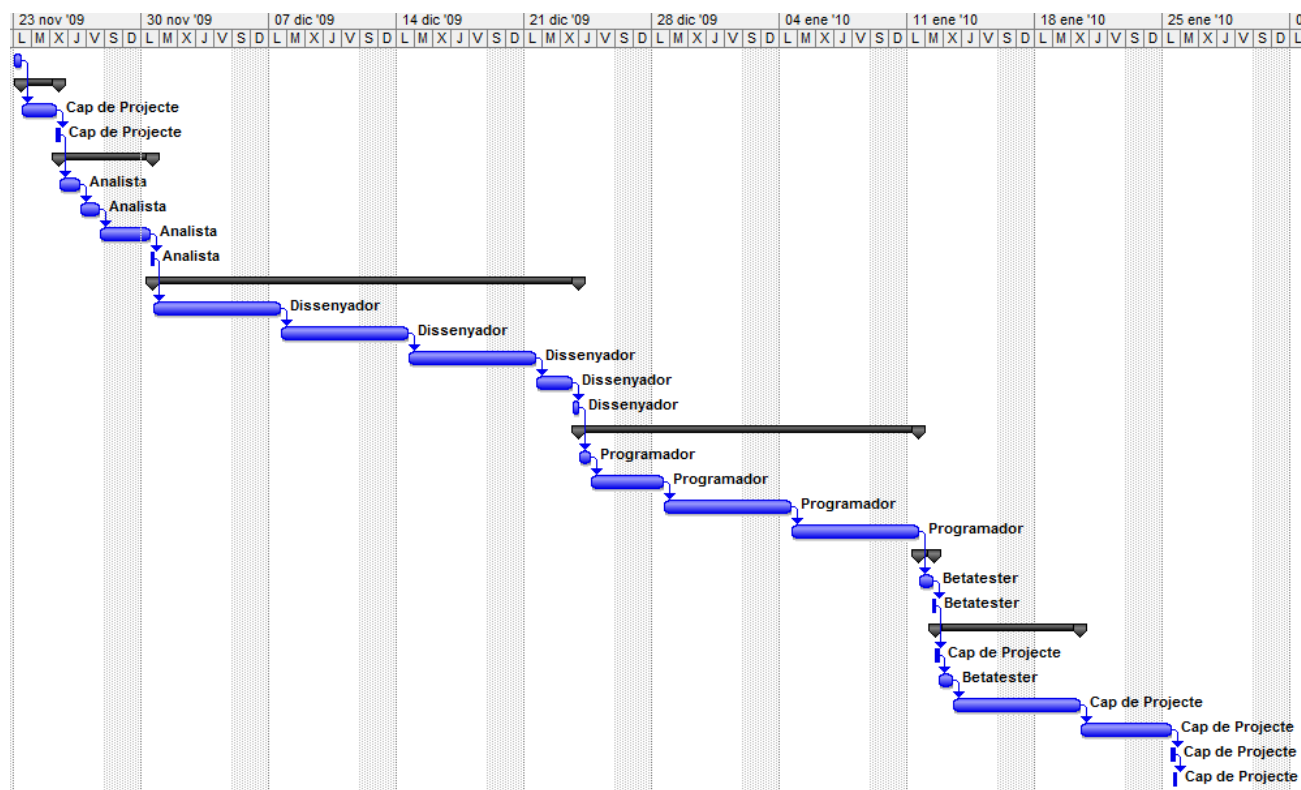 23 nov '09 30 nov '09 07 dic '09 14 dic '09 21 dic '09 28 dic '09 04 ene '10 11 ene '10 18 ene '10 25 ene '10 0
L M X J V S D L M X J V S D L M X J V S D L M X J V S D L M X J V S D L M X J V S D L M X J V S D L M X J V S D L M X J V S D L M X J V S D L
Cap de Projecte
Cap de Projecte
Analista
Analista
Analista
Analista
Dissenyador
Dissenyador
Dissenyador
Dissenyador
Dissenyador
Programador
Programador
Programador
Programador
Betatester
Betatester
Cap de Projecte
Betatester
Cap de Projecte
Cap de Projecte
Cap de Projecte
Cap de Projecte